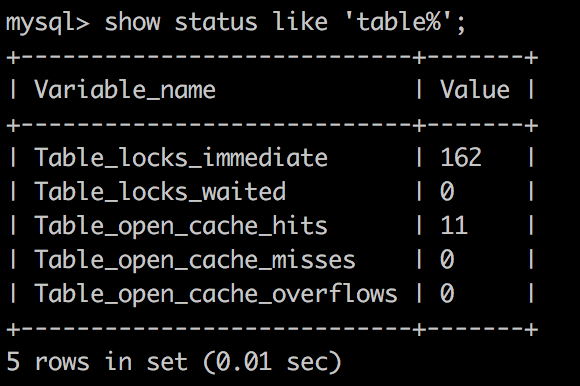 mysql> show status like 'table%';
+----------------------------+-------+
| Variable_name              | Value |
+----------------------------+-------+
| Table_locks_immediate      | 162   |
| Table_locks_waited         | 0     |
| Table_open_cache_hits      | 11    |
| Table_open_cache_misses    | 0     |
| Table_open_cache_overflows | 0     |
+----------------------------+-------+
5 rows in set (0.01 sec)